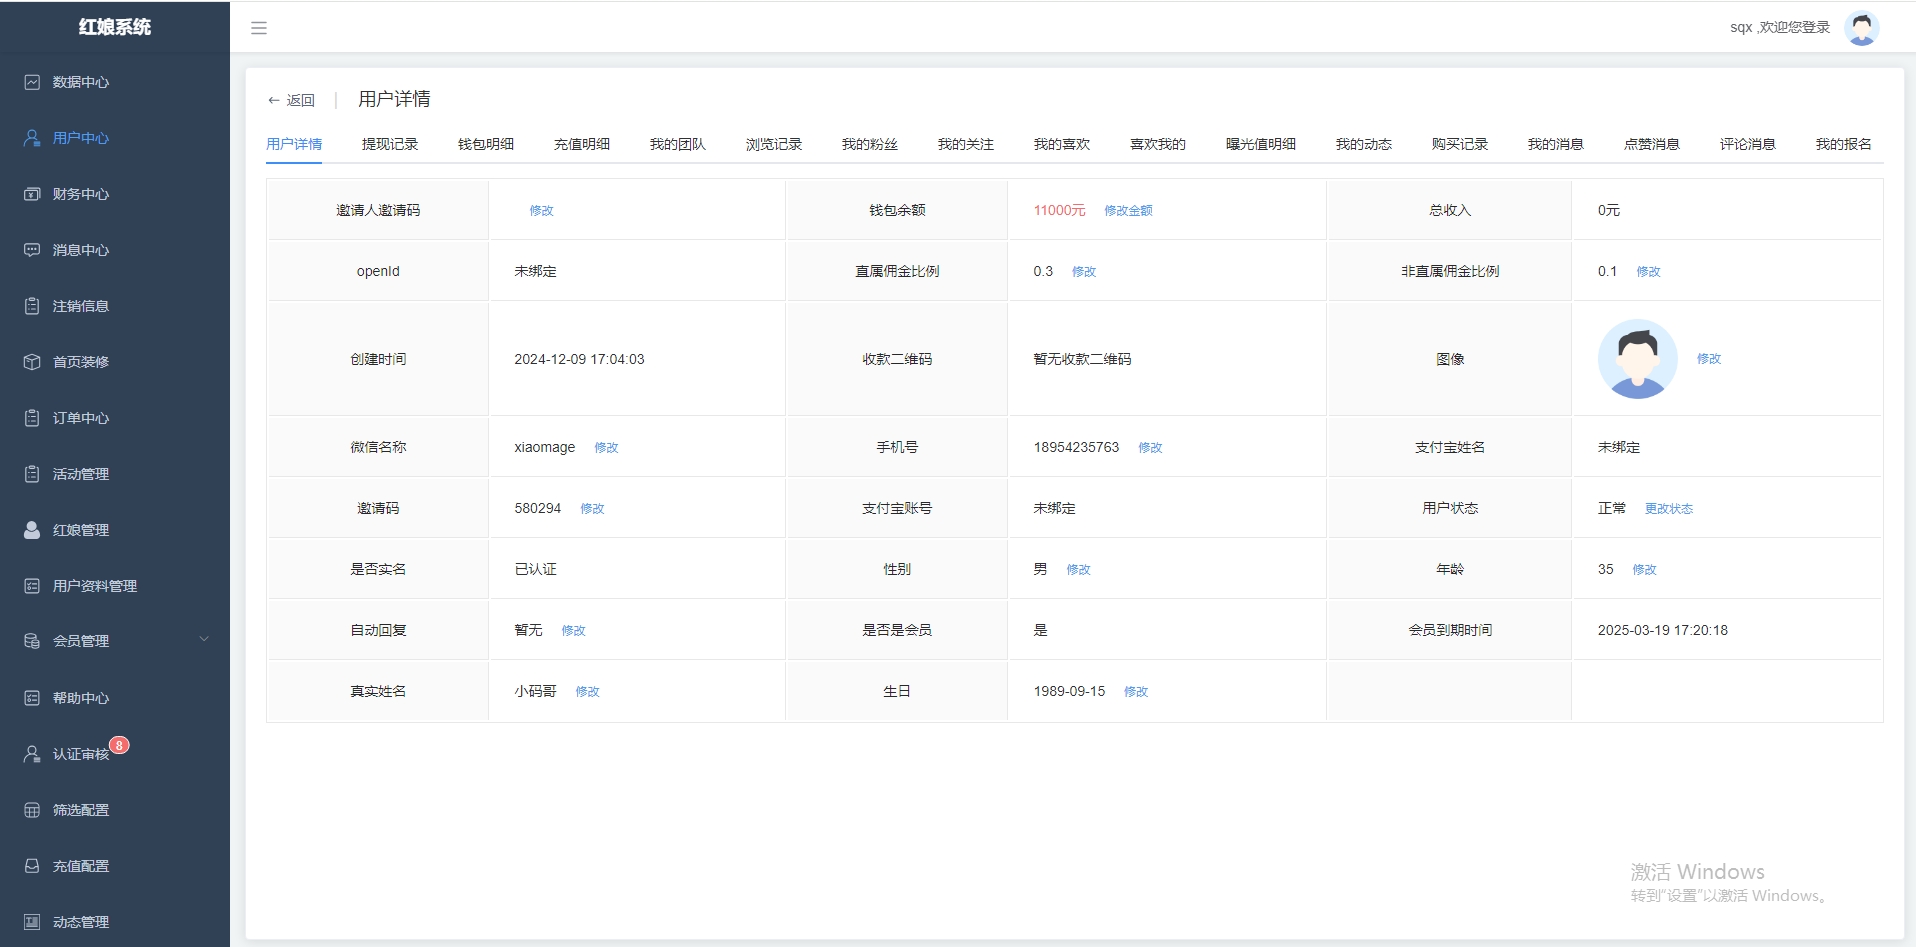 红娘系统
sqx ,欢迎您登录
数据中心
用户中心
财务中心
消息中心
注销信息
首页装修
订单中心
活动管理
红娘管理
用户资料管理
会员管理
帮助中心
认证审核 8
筛选配置
充值配置
动态管理
← 返回 | 用户详情
用户详情 提现记录 钱包明细 充值明细 我的团队 浏览记录 我的粉丝 我的关注 我的喜欢 喜欢我的 曝光值明细 我的动态 购买记录 我的消息 点赞消息 评论消息 我的报名
邀请人邀请码 修改 钱包余额 11000元 修改金额 总收入 0元
openId 未绑定 直属佣金比例 0.3 修改 非直属佣金比例 0.1 修改
创建时间 2024-12-09 17:04:03 收款二维码 暂无收款二维码 图像 修改
微信名称 xiaomage 修改 手机号 18954235763 修改 支付宝姓名 未绑定
邀请码 580294 修改 支付宝账号 未绑定 用户状态 正常 更改状态
是否实名 已认证 性别 男 修改 年龄 35 修改
自动回复 暂无 修改 是否是会员 是 会员到期时间 2025-03-19 17:20:18
真实姓名 小码哥 修改 生日 1989-09-15 修改
激活 Windows
转到"设置"以激活 Windows。